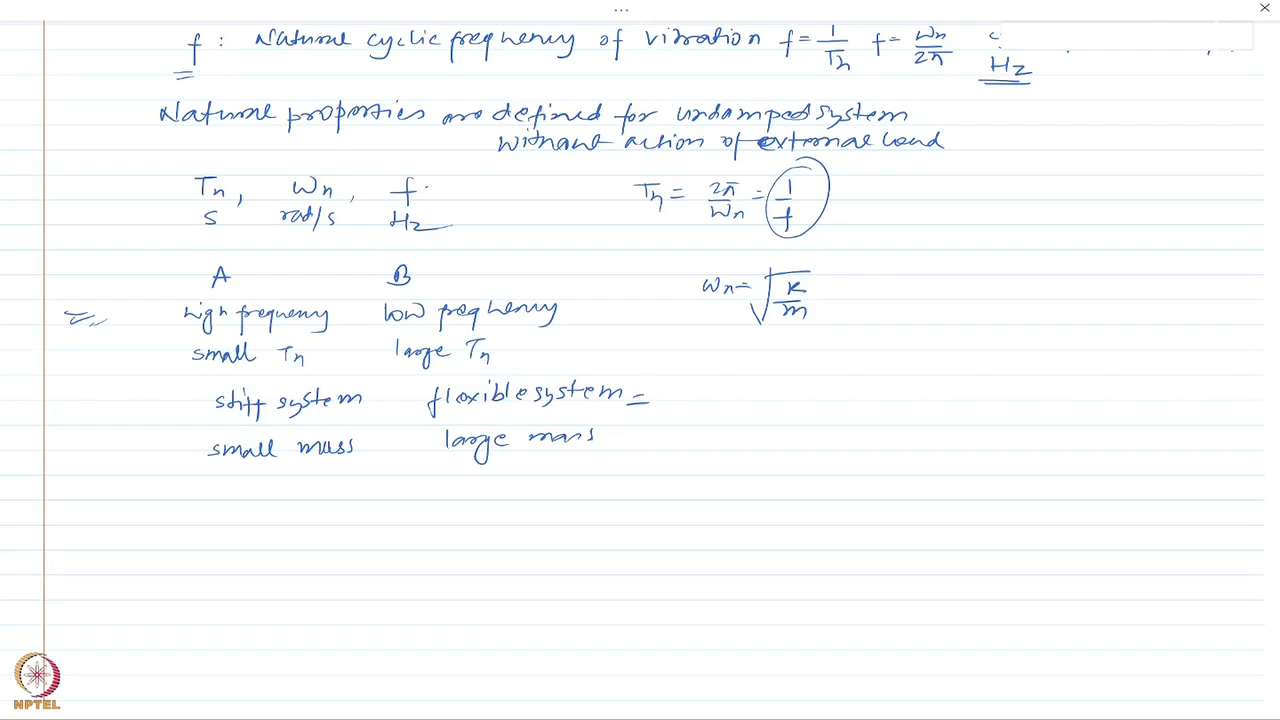 f : Natural cyclic frequency of vibration f = 1/Tn f = ωn/2π Hz
Natural properties are defined for undamped system
without action of external load
Tn, ωn, f Tn = 2π/ωn = 1/f
s rad/s Hz
A B ωn = √(k/m)
high frequency low frequency
small Tn large Tn
stiff system flexible system =
small mass large mass
NPTEL